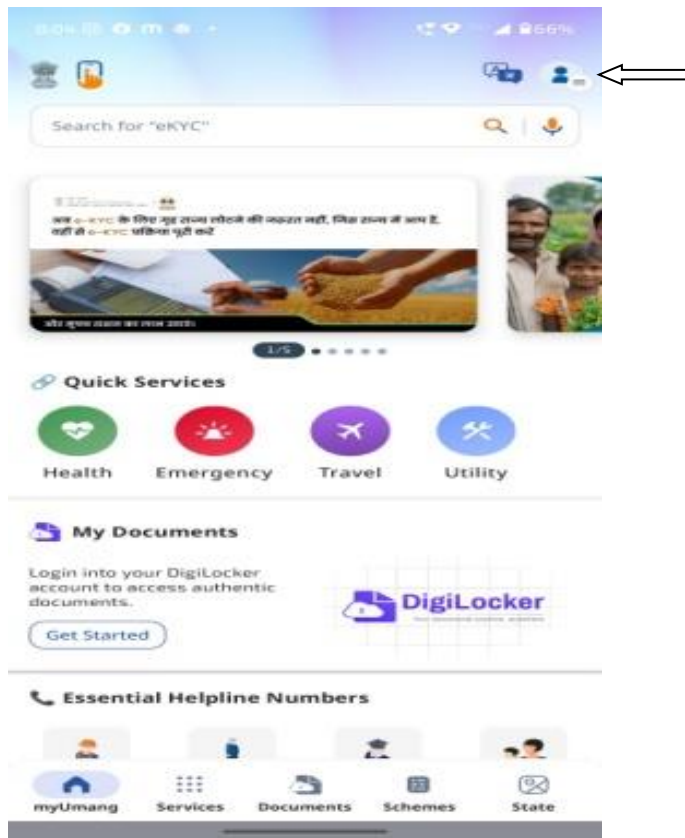 66%
Search for "eKYC"
अब e-KYC के लिए गृह राज्य लौटने की जरूरत नहीं, जिस राज्य में आप है,
वहीं से e-KYC प्रक्रिया पूरी करें
1/5
Quick Services
Health Emergency Travel Utility
My Documents
Login into your DigiLocker
account to access authentic
documents.
DigiLocker
Get Started
Essential Helpline Numbers
myUmang Services Documents Schemes State